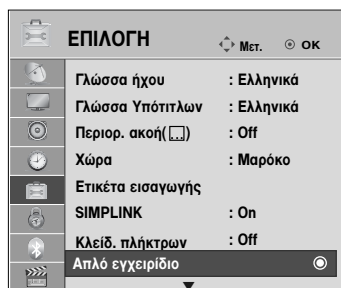 ΕΠΙΛΟΓΗ Μετ. OK
Γλώσσα ήχου : Ελληνικά
Γλώσσα Υπότιτλων : Ελληνικά
Περιορ. ακοή( ) : Off
Χώρα : Μαρόκο
Ετικέτα εισαγωγής
SIMPLINK : On
Κλείδ. πλήκτρων : Off
Απλό εγχειρίδιο